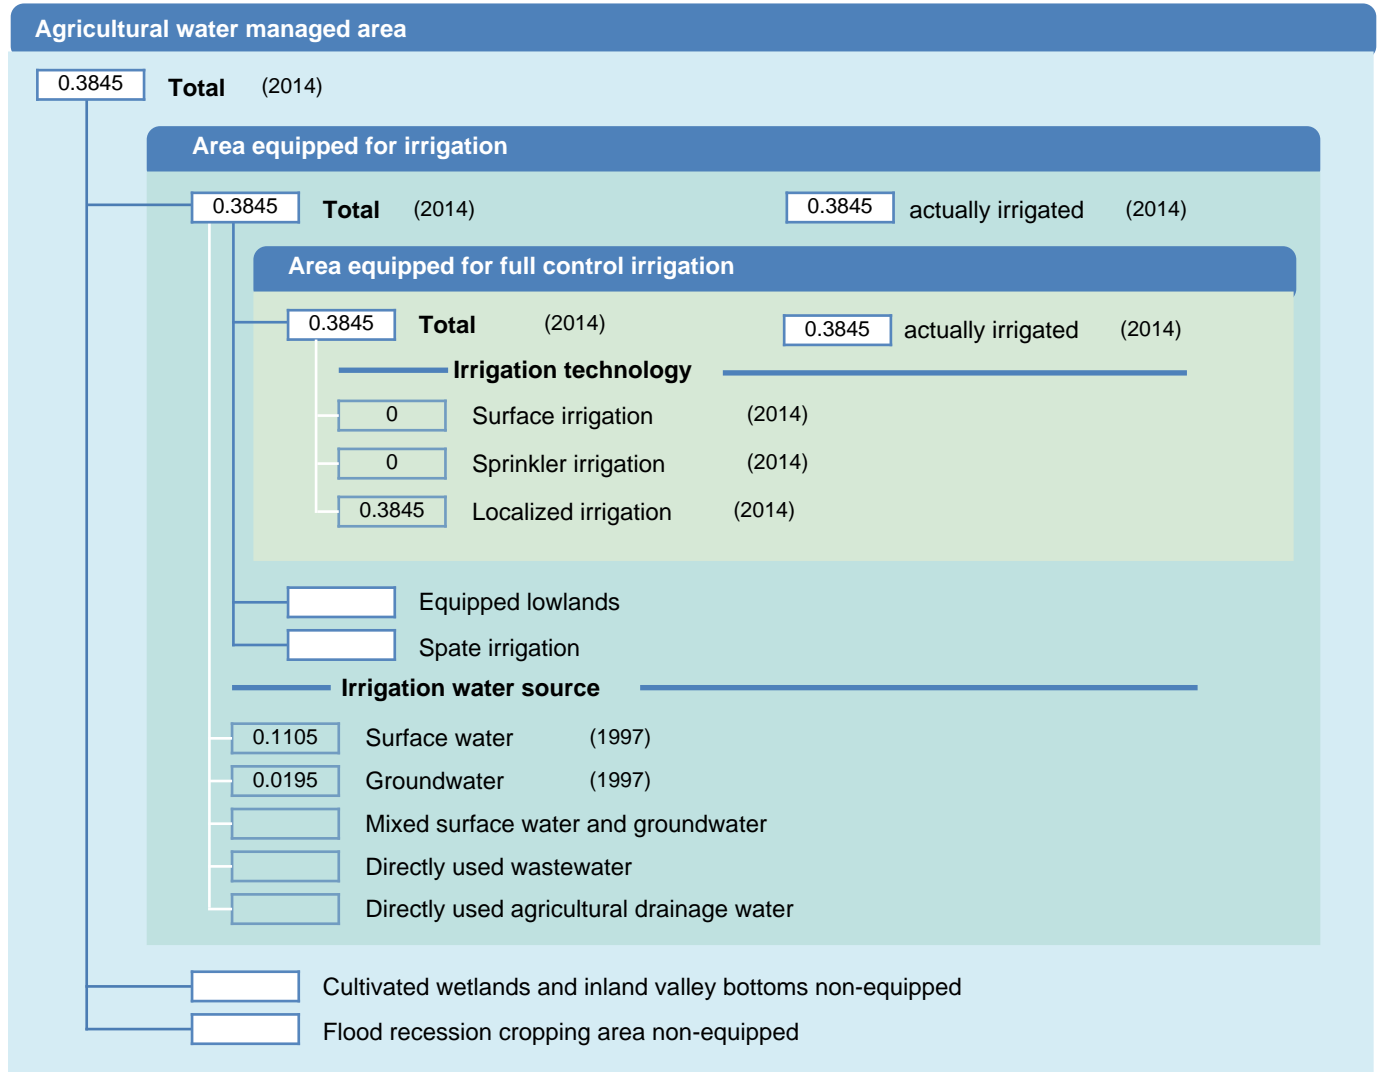 Agricultural water managed area
0.3845 Total (2014)
Area equipped for irrigation
0.3845 Total (2014) 0.3845 actually irrigated (2014)
Area equipped for full control irrigation
0.3845 Total (2014) 0.3845 actually irrigated (2014)
Irrigation technology
0 Surface irrigation (2014)
0 Sprinkler irrigation (2014)
0.3845 Localized irrigation (2014)
Equipped lowlands
Spate irrigation
Irrigation water source
0.1105 Surface water (1997)
0.0195 Groundwater (1997)
Mixed surface water and groundwater
Directly used wastewater
Directly used agricultural drainage water
Cultivated wetlands and inland valley bottoms non-equipped
Flood recession cropping area non-equipped